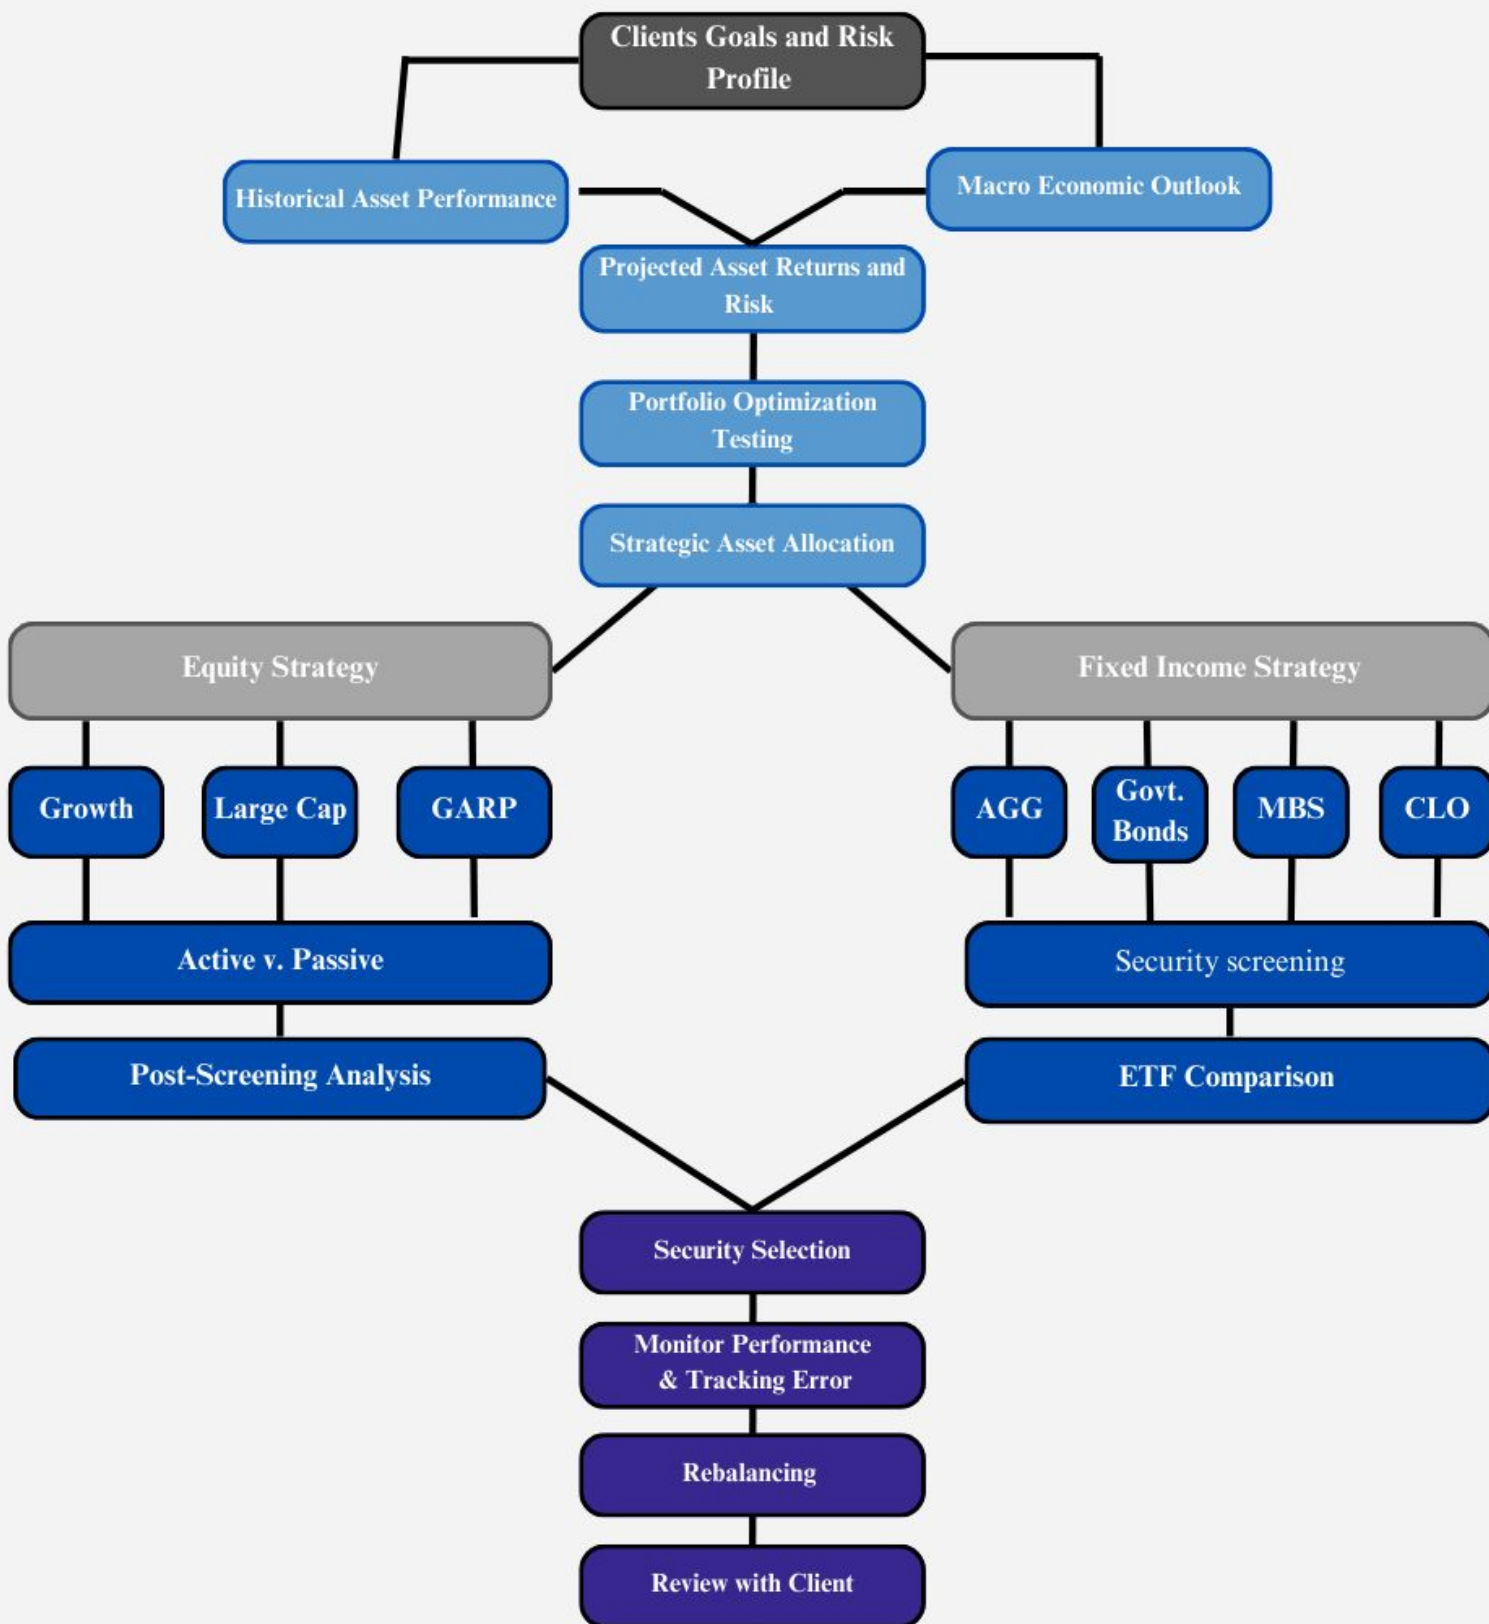 Clients Goals and Risk
Profile
Historical Asset Performance
Macro Economic Outlook
Projected Asset Returns and
Risk
Portfolio Optimization
Testing
Strategic Asset Allocation
Equity Strategy
Fixed Income Strategy
Growth
Large Cap
GARP
AGG
Govt.
Bonds
MBS
CLO
Active v. Passive
Security screening
Post-Screening Analysis
ETF Comparison
Security Selection
Monitor Performance
& Tracking Error
Rebalancing
Review with Client